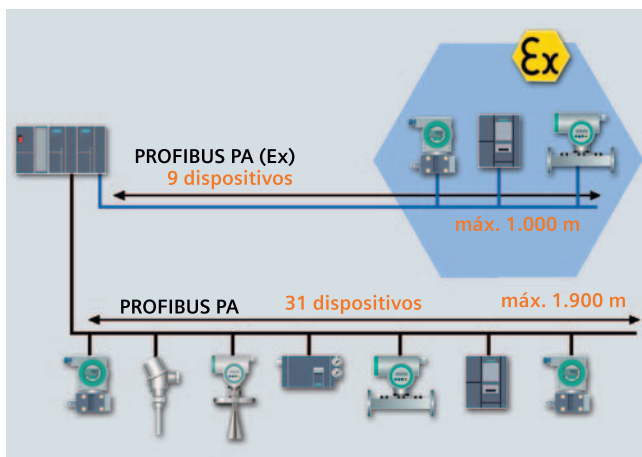 Ex
PROFIBUS PA (Ex)
9 dispositivos
máx. 1.000 m
PROFIBUS PA
31 dispositivos
máx. 1.900 m